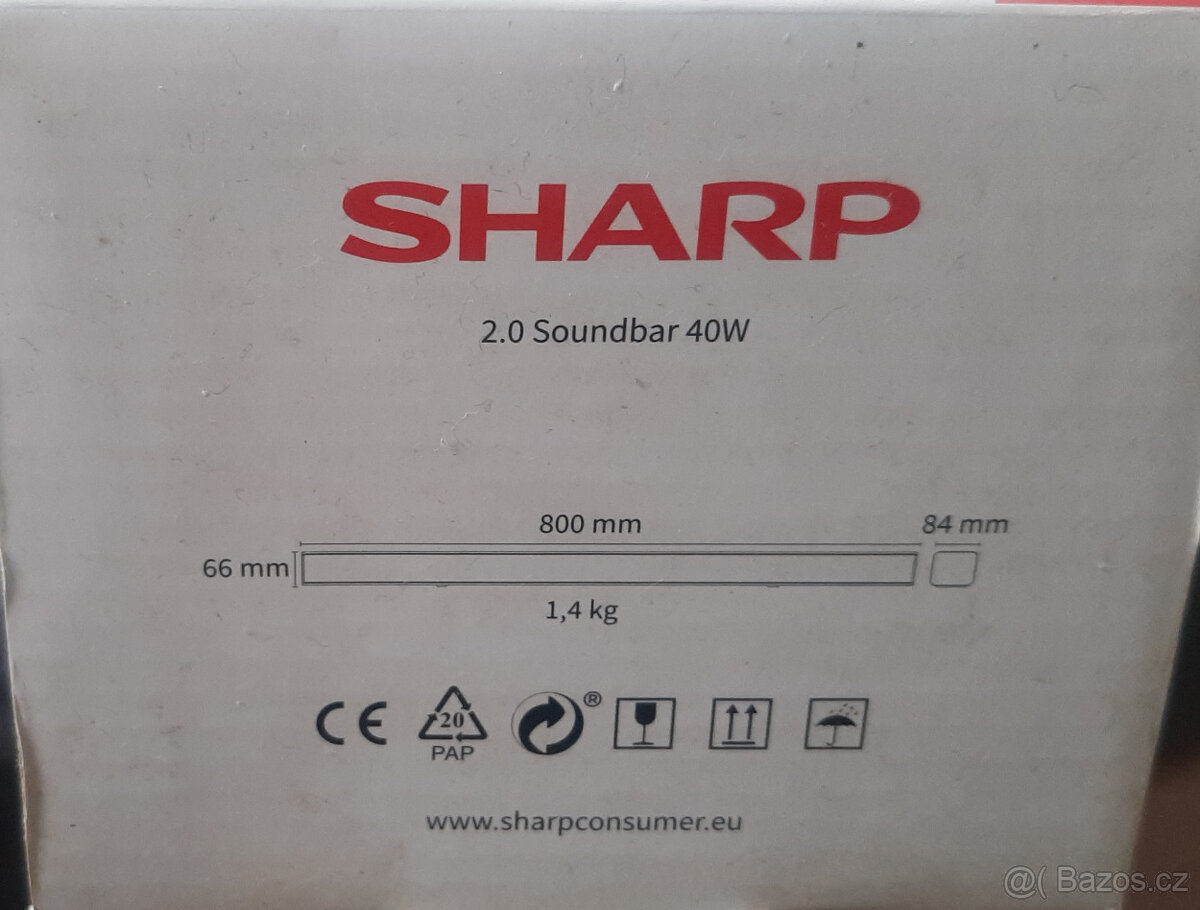 SHARP
2.0 Soundbar 40W
800 mm
84 mm
66 mm
1,4 kg
CE
20
PAP
®
www.sharpconsumer.eu
@( Bazos.cz